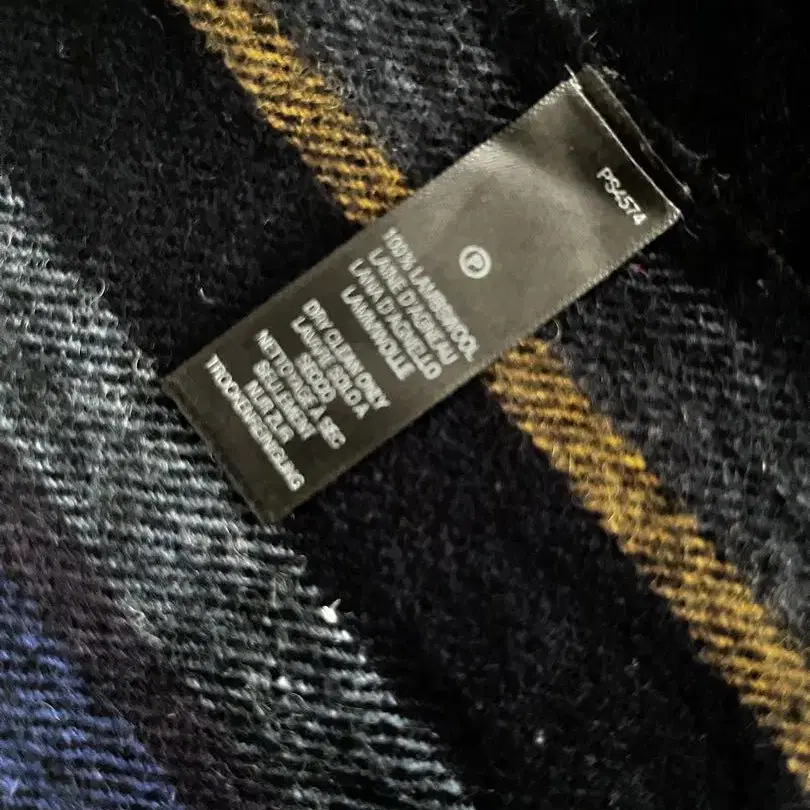 PS4574
P
100% LAMBSWOOL
LAINE D'AGNEAU
LANA D'AGNELLO
LAMMWOLLE
DRY CLEAN ONLY
LAVARE SOLO A
SECCO
NETTOYAGE A SEC
SEULEMENT
NUR ZUR
TROCKENREINIGUNG